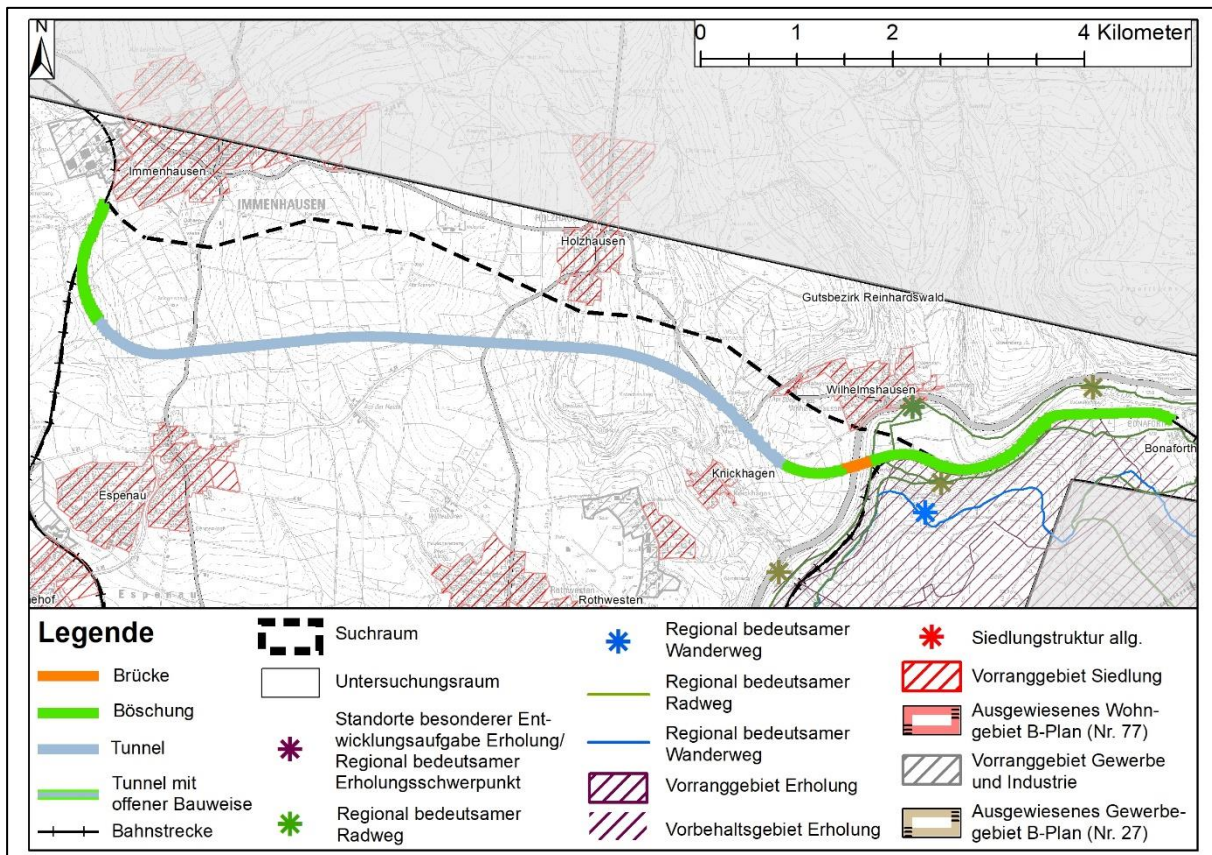 N
0 1 2 4 Kilometer
Immenhausen
IMMENHAUSEN
Holzhausen
Gutsbezirk Reinhardswald
Wilhelmshausen
Bonaforth
Knickhagen
Espenau
Espenau
Rothwesten
Rothwesten
Legende
Brücke
Böschung
Tunnel
Tunnel mit
offener Bauweise
Bahnstrecke
Suchraum
Untersuchungsraum
Standorte besonderer Ent-
wicklungsaufgabe Erholung/
Regional bedeutsamer
Erholungsschwerpunkt
Regional bedeutsamer
Radweg
Regional bedeutsamer
Wanderweg
Regional bedeutsamer
Radweg
Regional bedeutsamer
Wanderweg
Vorranggebiet Erholung
Vorbehaltsgebiet Erholung
Siedlungstruktur allg.
Vorranggebiet Siedlung
Ausgewiesenes Wohn-
gebiet B-Plan (Nr. 77)
Vorranggebiet Gewerbe
und Industrie
Ausgewiesenes Gewerbe-
gebiet B-Plan (Nr. 27)